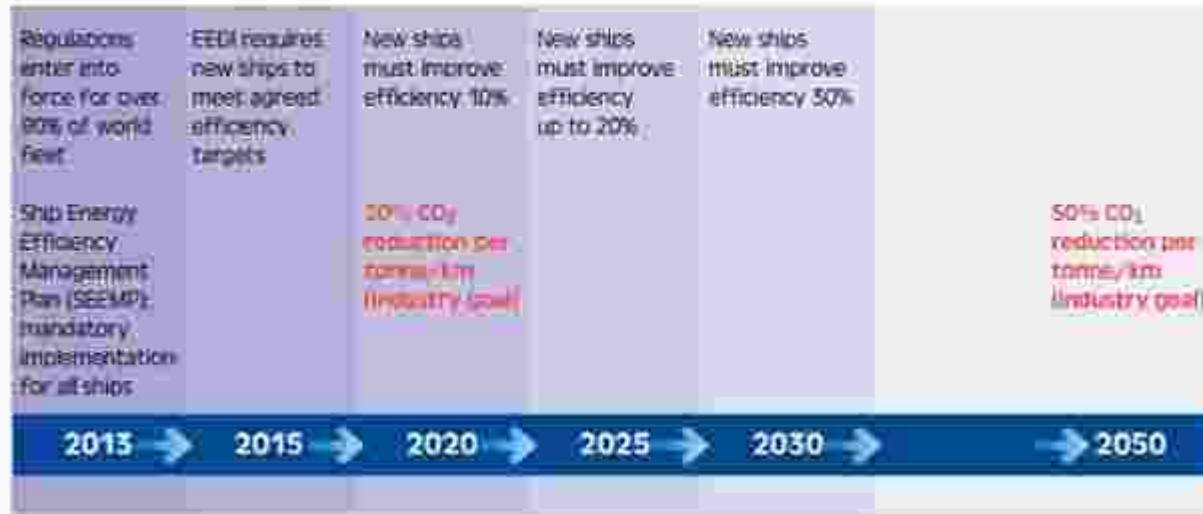 Regulations
enter into
force for over
90% of world
fleet
Ship Energy
Efficiency
Management
Plan (SEEMP):
mandatory
implementation
for all ships
EEDI requires
new ships to
meet agreed
efficiency
targets
New ships
must improve
efficiency 10%
CO₂
reduction per
tonne/km
(industry goal)
New ships
must improve
efficiency
up to 20%
New ships
must improve
efficiency 30%
50% CO₂
reduction per
tonne/km
(industry goal)
2013
2015
2020
2025
2030
2050